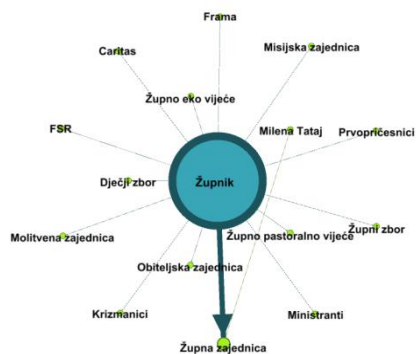 Frama
Caritas
Misijska zajednica
Župno eko vijeće
FSR
Milena Tataj
Prvopričesnici
Dječji zbor
Župnik
Molitvena zajednica
Župno pastoralno vijeće
Župni zbor
Obiteljska zajednica
Krizmanici
Ministranti
Župna zajednica